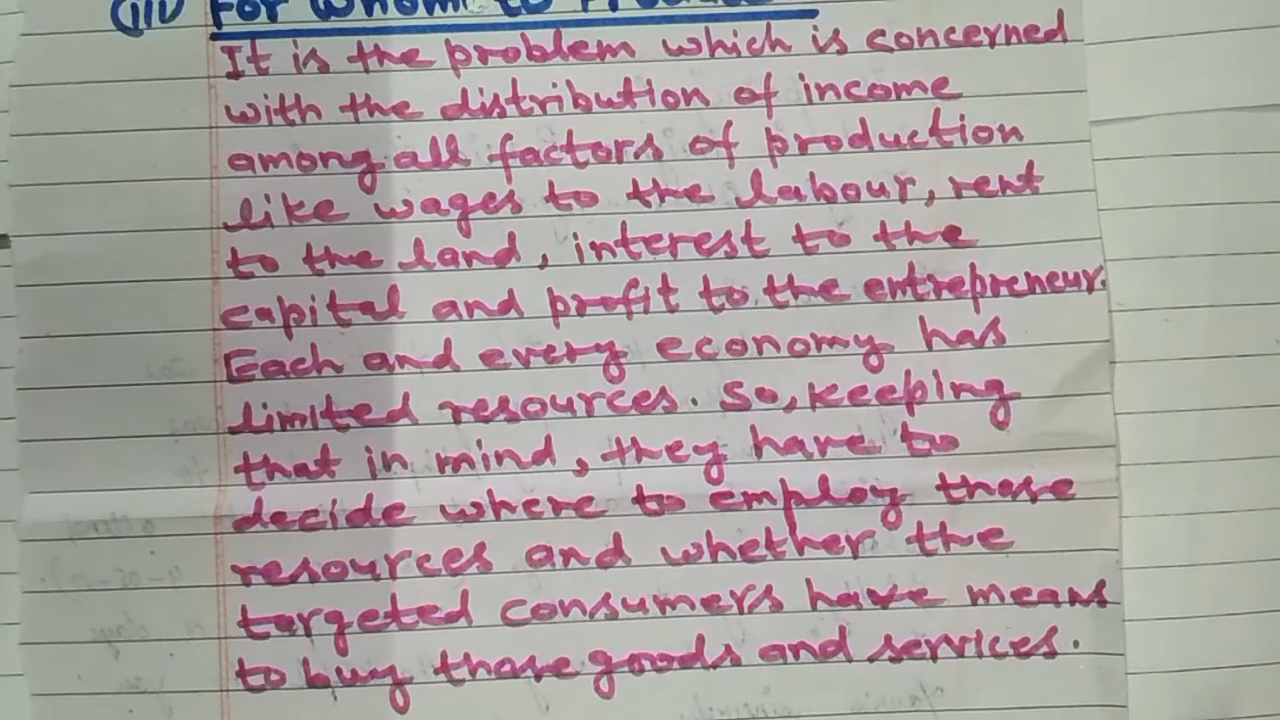 (iii) For whom to Produce
It is the problem which is concerned
with the distribution of income
among all factors of production
like wages to the labour, rent
to the land, interest to the
capital and profit to the entrepreneur.
Each and every economy has
limited resources. So, keeping
that in mind, they have to
decide where to employ those
resources and whether the
targeted consumers have means
to buy those goods and services.